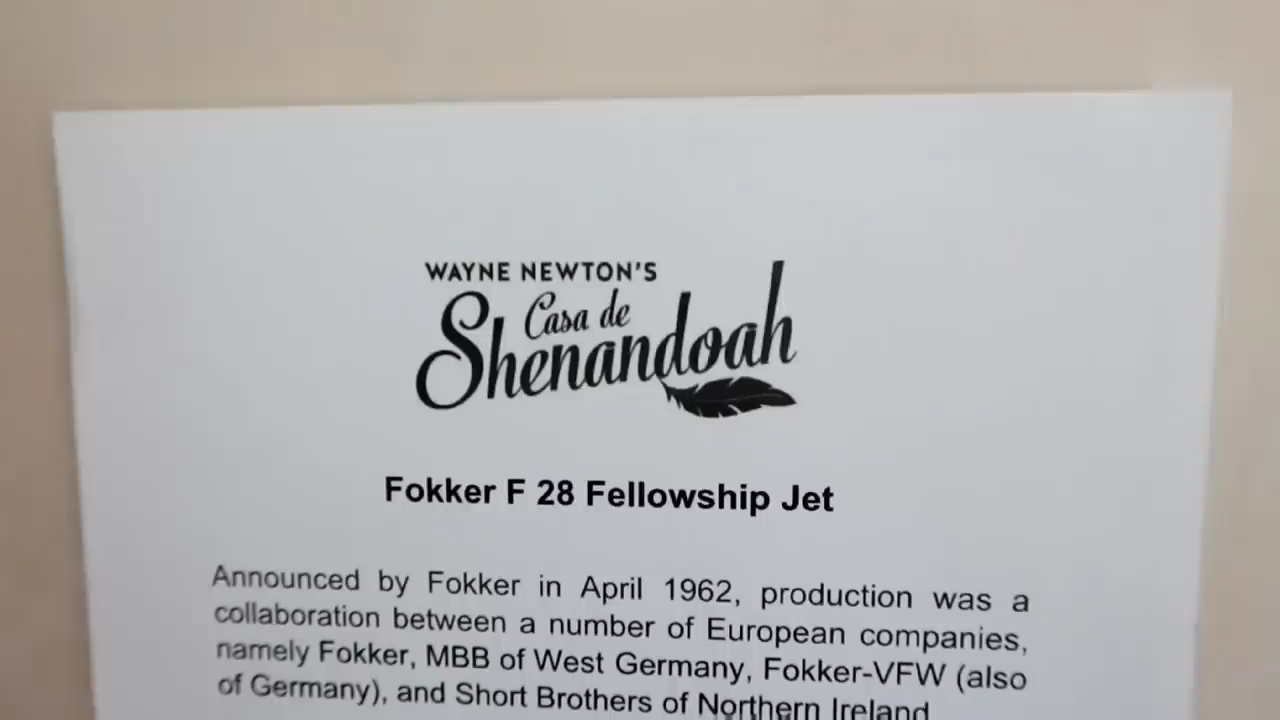 WAYNE NEWTON'S
Casa de
Shenandoah
Fokker F 28 Fellowship Jet
Announced by Fokker in April 1962, production was a
collaboration between a number of European companies,
namely Fokker, MBB of West Germany, Fokker-VFW (also
of Germany), and Short Brothers of Northern Ireland